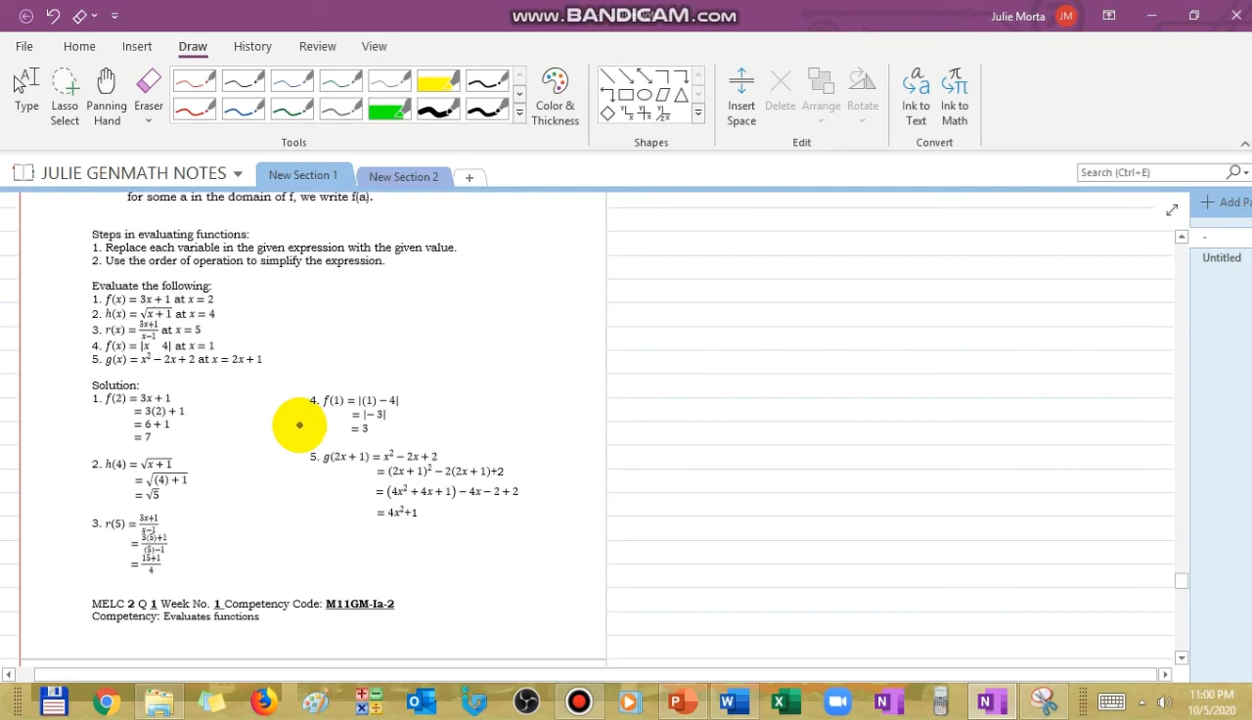 www.BANDICAM.com
Julie Morta
JM
File
Home
Insert
Draw
History
Review
View
Type
Lasso Select
Panning Hand
Eraser
Color & Thickness
Insert Space
Delete
Arrange
Rotate
Ink to Text
Ink to Math
Tools
Shapes
Edit
Convert
JULIE GENMATH NOTES
New Section 1
New Section 2
Search (Ctrl+E)
Add Pa
Untitled
for some a in the domain of f, we write f(a).
Steps in evaluating functions:
1. Replace each variable in the given expression with the given value.
2. Use the order of operation to simplify the expression.
Evaluate the following:
1. f(x) = 3x + 1 at x = 2
2. h(x) = √(x + 1) at x = 4
3. r(x) = (3x+1)/(x−1) at x = 5
4. f(x) = |x 4| at x = 1
5. g(x) = x² − 2x + 2 at x = 2x + 1
Solution:
1. f(2) = 3x + 1
= 3(2) + 1
= 6 + 1
= 7
2. h(4) = √(x + 1)
= √((4) + 1)
= √5
3. r(5) = (3x+1)/(x−1)
= (3(5)+1)/((5)−1)
= (15+1)/4
4. f(1) = |(1) − 4|
= |− 3|
= 3
5. g(2x + 1) = x² − 2x + 2
= (2x + 1)² − 2(2x + 1)+2
= (4x² + 4x + 1) − 4x − 2 + 2
= 4x²+1
MELC 2 Q 1 Week No. 1 Competency Code: M11GM-Ia-2
Competency: Evaluates functions
11:00 PM
10/5/2020